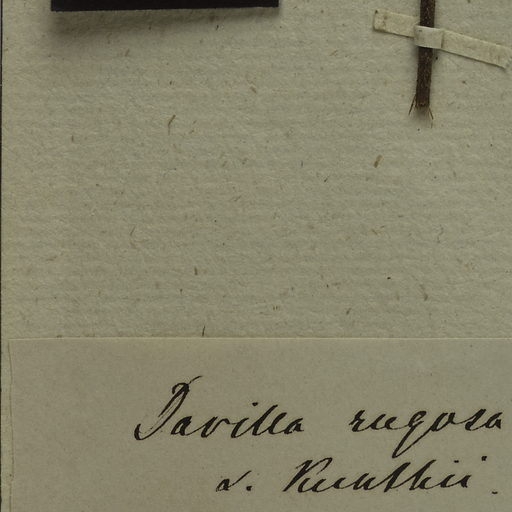 Davilla rugosa
α. Kunthii.